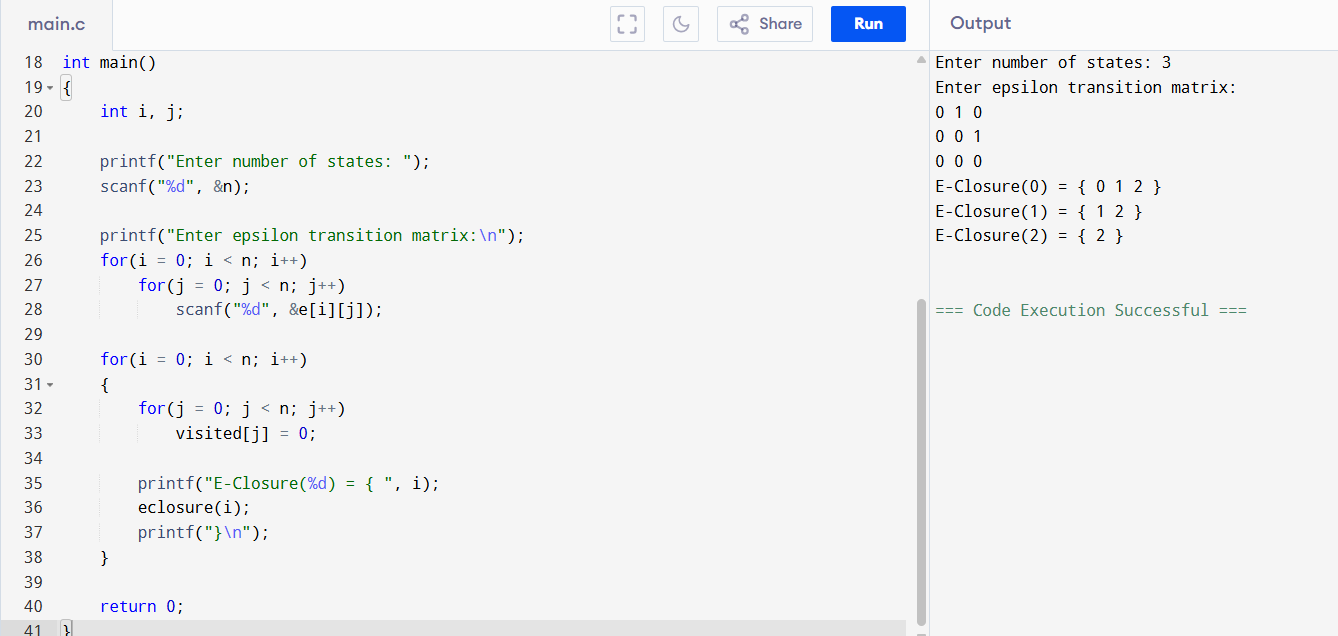 main.c
Share
Run
Output
18 int main()
19 {
20 int i, j;
21
22 printf("Enter number of states: ");
23 scanf("%d", &n);
24
25 printf("Enter epsilon transition matrix:\n");
26 for(i = 0; i < n; i++)
27 for(j = 0; j < n; j++)
28 scanf("%d", &e[i][j]);
29
30 for(i = 0; i < n; i++)
31 {
32 for(j = 0; j < n; j++)
33 visited[j] = 0;
34
35 printf("E-Closure(%d) = { ", i);
36 eclosure(i);
37 printf("}\n");
38 }
39
40 return 0;
41 }
Enter number of states: 3
Enter epsilon transition matrix:
0 1 0
0 0 1
0 0 0
E-Closure(0) = { 0 1 2 }
E-Closure(1) = { 1 2 }
E-Closure(2) = { 2 }
=== Code Execution Successful ===